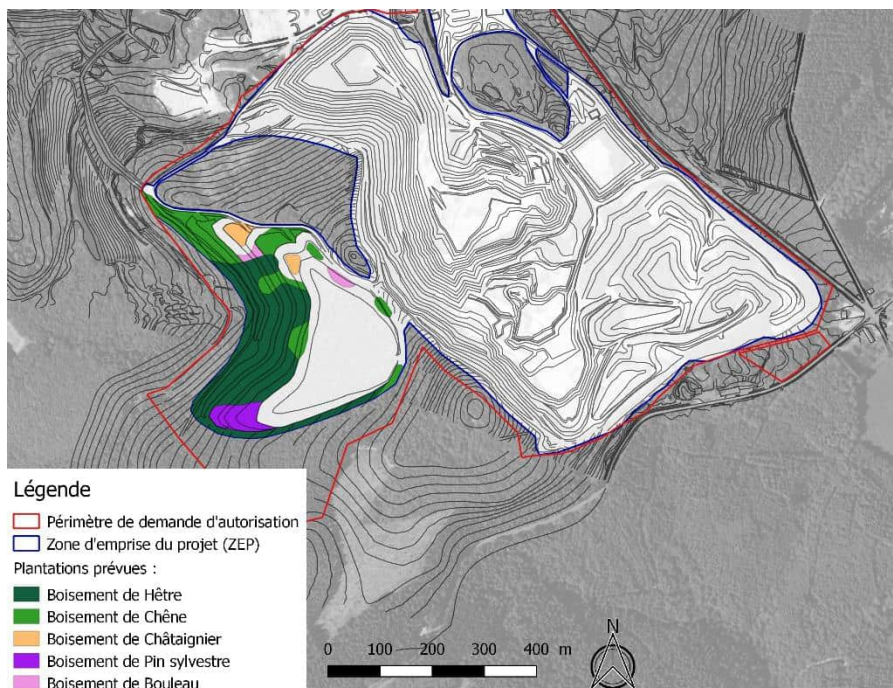 N
0 100 200 300 400 m
Légende
Périmètre de demande d'autorisation
Zone d'emprise du projet (ZEP)
Plantations prévues :
Boisement de Hêtre
Boisement de Chêne
Boisement de Châtaignier
Boisement de Pin sylvestre
Boisement de Bouleau